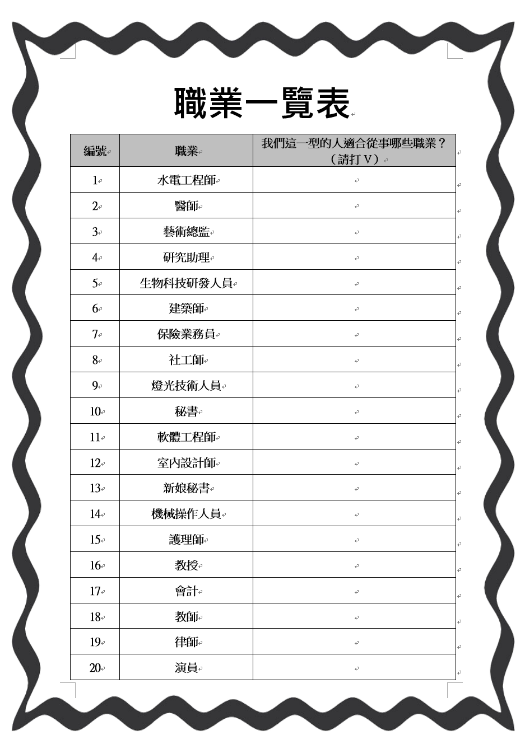 職業一覽表
編號 職業 我們這一型的人適合從事哪些職業？
（請打 V）
1 水電工程師
2 醫師
3 藝術總監
4 研究助理
5 生物科技研發人員
6 建築師
7 保險業務員
8 社工師
9 燈光技術人員
10 秘書
11 軟體工程師
12 室內設計師
13 新娘秘書
14 機械操作人員
15 護理師
16 教授
17 會計
18 教師
19 律師
20 演員